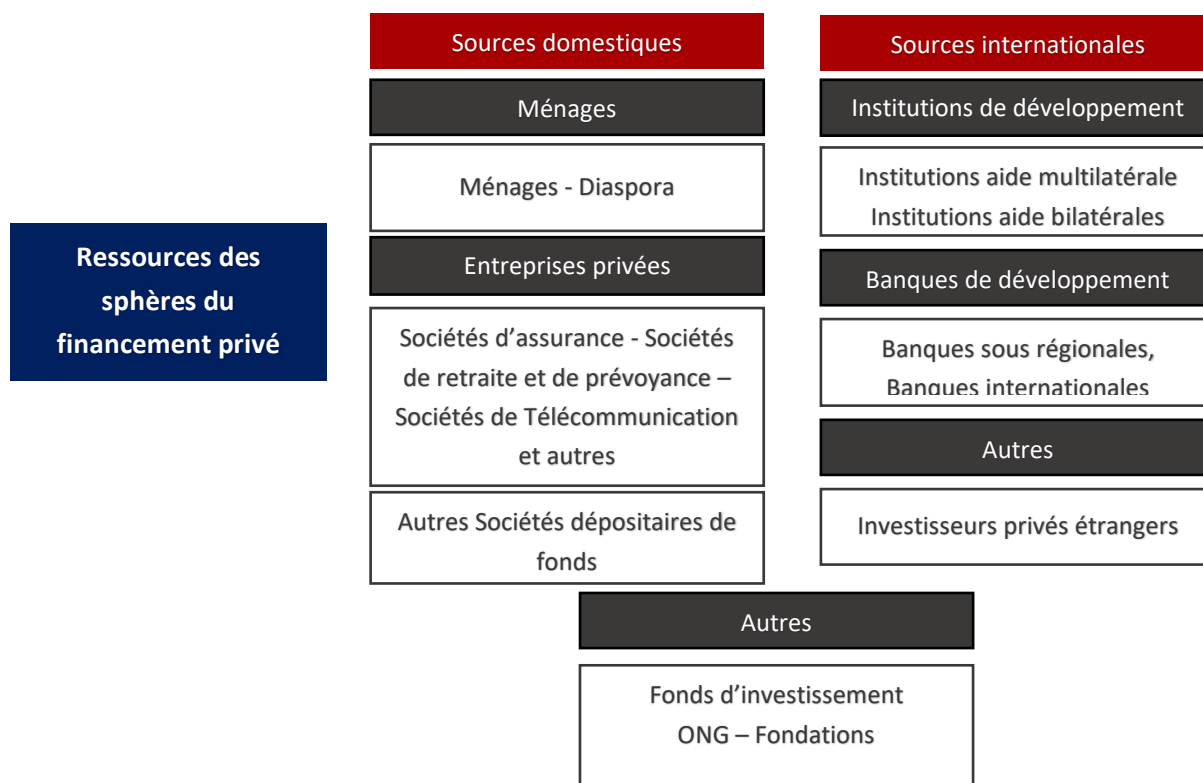 Ressources des
sphères du
financement privé
Sources domestiques
Ménages
Ménages - Diaspora
Entreprises privées
Sociétés d’assurance - Sociétés
de retraite et de prévoyance –
Sociétés de Télécommunication
et autres
Autres Sociétés dépositaires de
fonds
Sources internationales
Institutions de développement
Institutions aide multilatérale
Institutions aide bilatérales
Banques de développement
Banques sous régionales,
Banques internationales
Autres
Investisseurs privés étrangers
Autres
Fonds d’investissement
ONG – Fondations